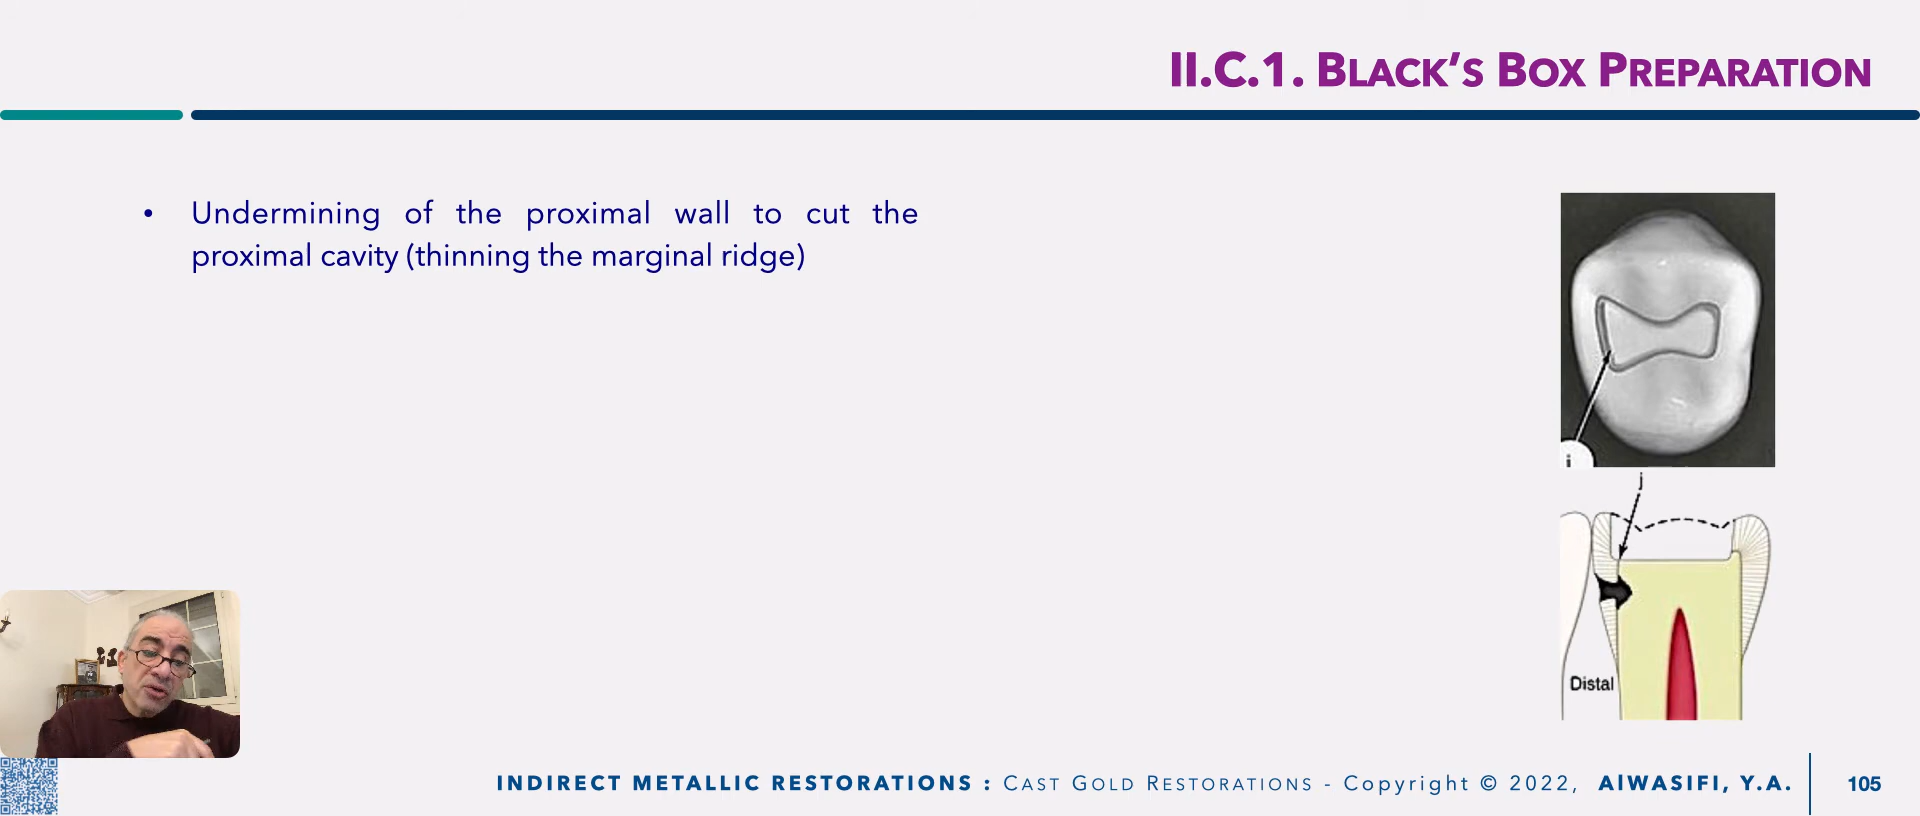 II.C.1. BLACK'S BOX PREPARATION
• Undermining of the proximal wall to cut the
proximal cavity (thinning the marginal ridge)
i
j
Distal
INDIRECT METALLIC RESTORATIONS : CAST GOLD RESTORATIONS - Copyright © 2022, AlWASIFI, Y.A.
105